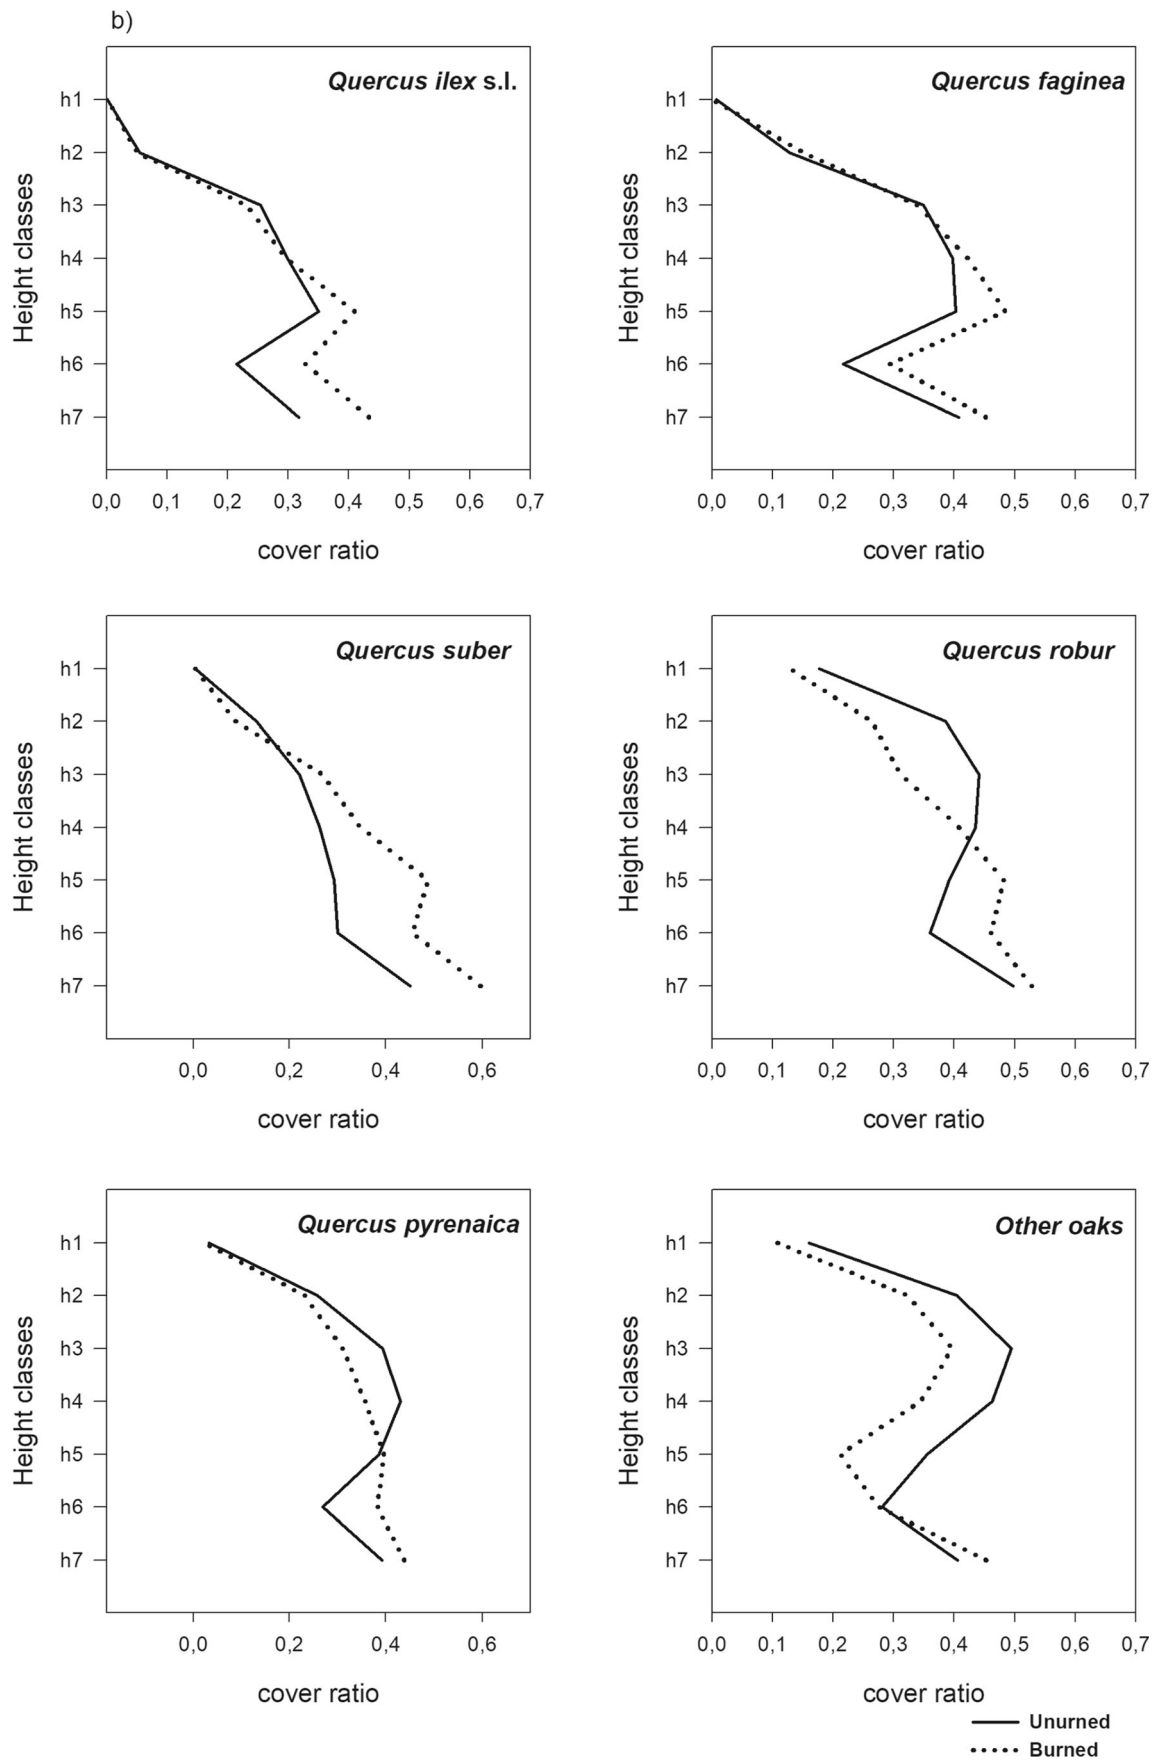 b)
Quercus ilex s.l.
Height classes
h1
h2
h3
h4
h5
h6
h7
0,0 0,1 0,2 0,3 0,4 0,5 0,6 0,7
cover ratio
Quercus faginea
Height classes
h1
h2
h3
h4
h5
h6
h7
0,0 0,1 0,2 0,3 0,4 0,5 0,6 0,7
cover ratio
Quercus suber
Height classes
h1
h2
h3
h4
h5
h6
h7
0,0 0,2 0,4 0,6
cover ratio
Quercus robur
Height classes
h1
h2
h3
h4
h5
h6
h7
0,0 0,1 0,2 0,3 0,4 0,5 0,6 0,7
cover ratio
Quercus pyrenaica
Height classes
h1
h2
h3
h4
h5
h6
h7
0,0 0,2 0,4 0,6
cover ratio
Other oaks
Height classes
h1
h2
h3
h4
h5
h6
h7
0,0 0,1 0,2 0,3 0,4 0,5 0,6 0,7
cover ratio
Unurned
Burned